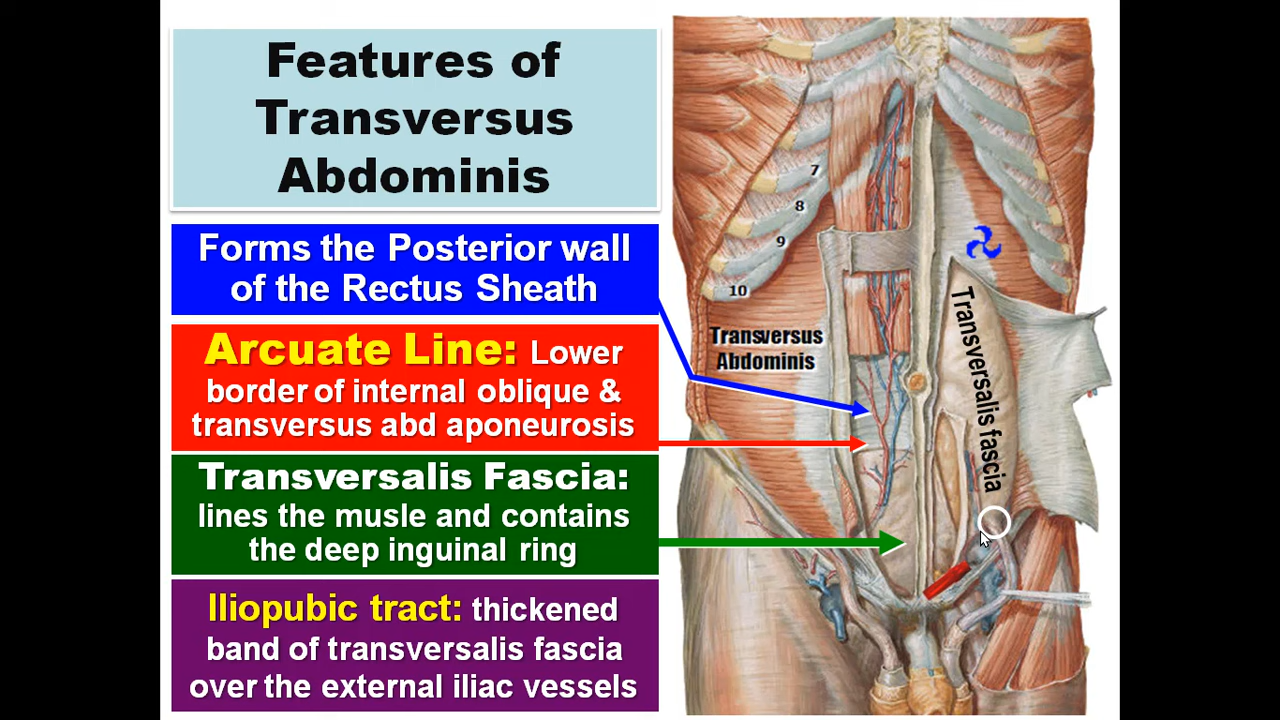 Features of
Transversus
Abdominis
Forms the Posterior wall
of the Rectus Sheath
Arcuate Line: Lower
border of internal oblique &
transversus abd aponeurosis
Transversalis Fascia:
lines the musle and contains
the deep inguinal ring
Iliopubic tract: thickened
band of transversalis fascia
over the external iliac vessels
7
8
9
10
Transversus
Abdominis
Transversalis fascia